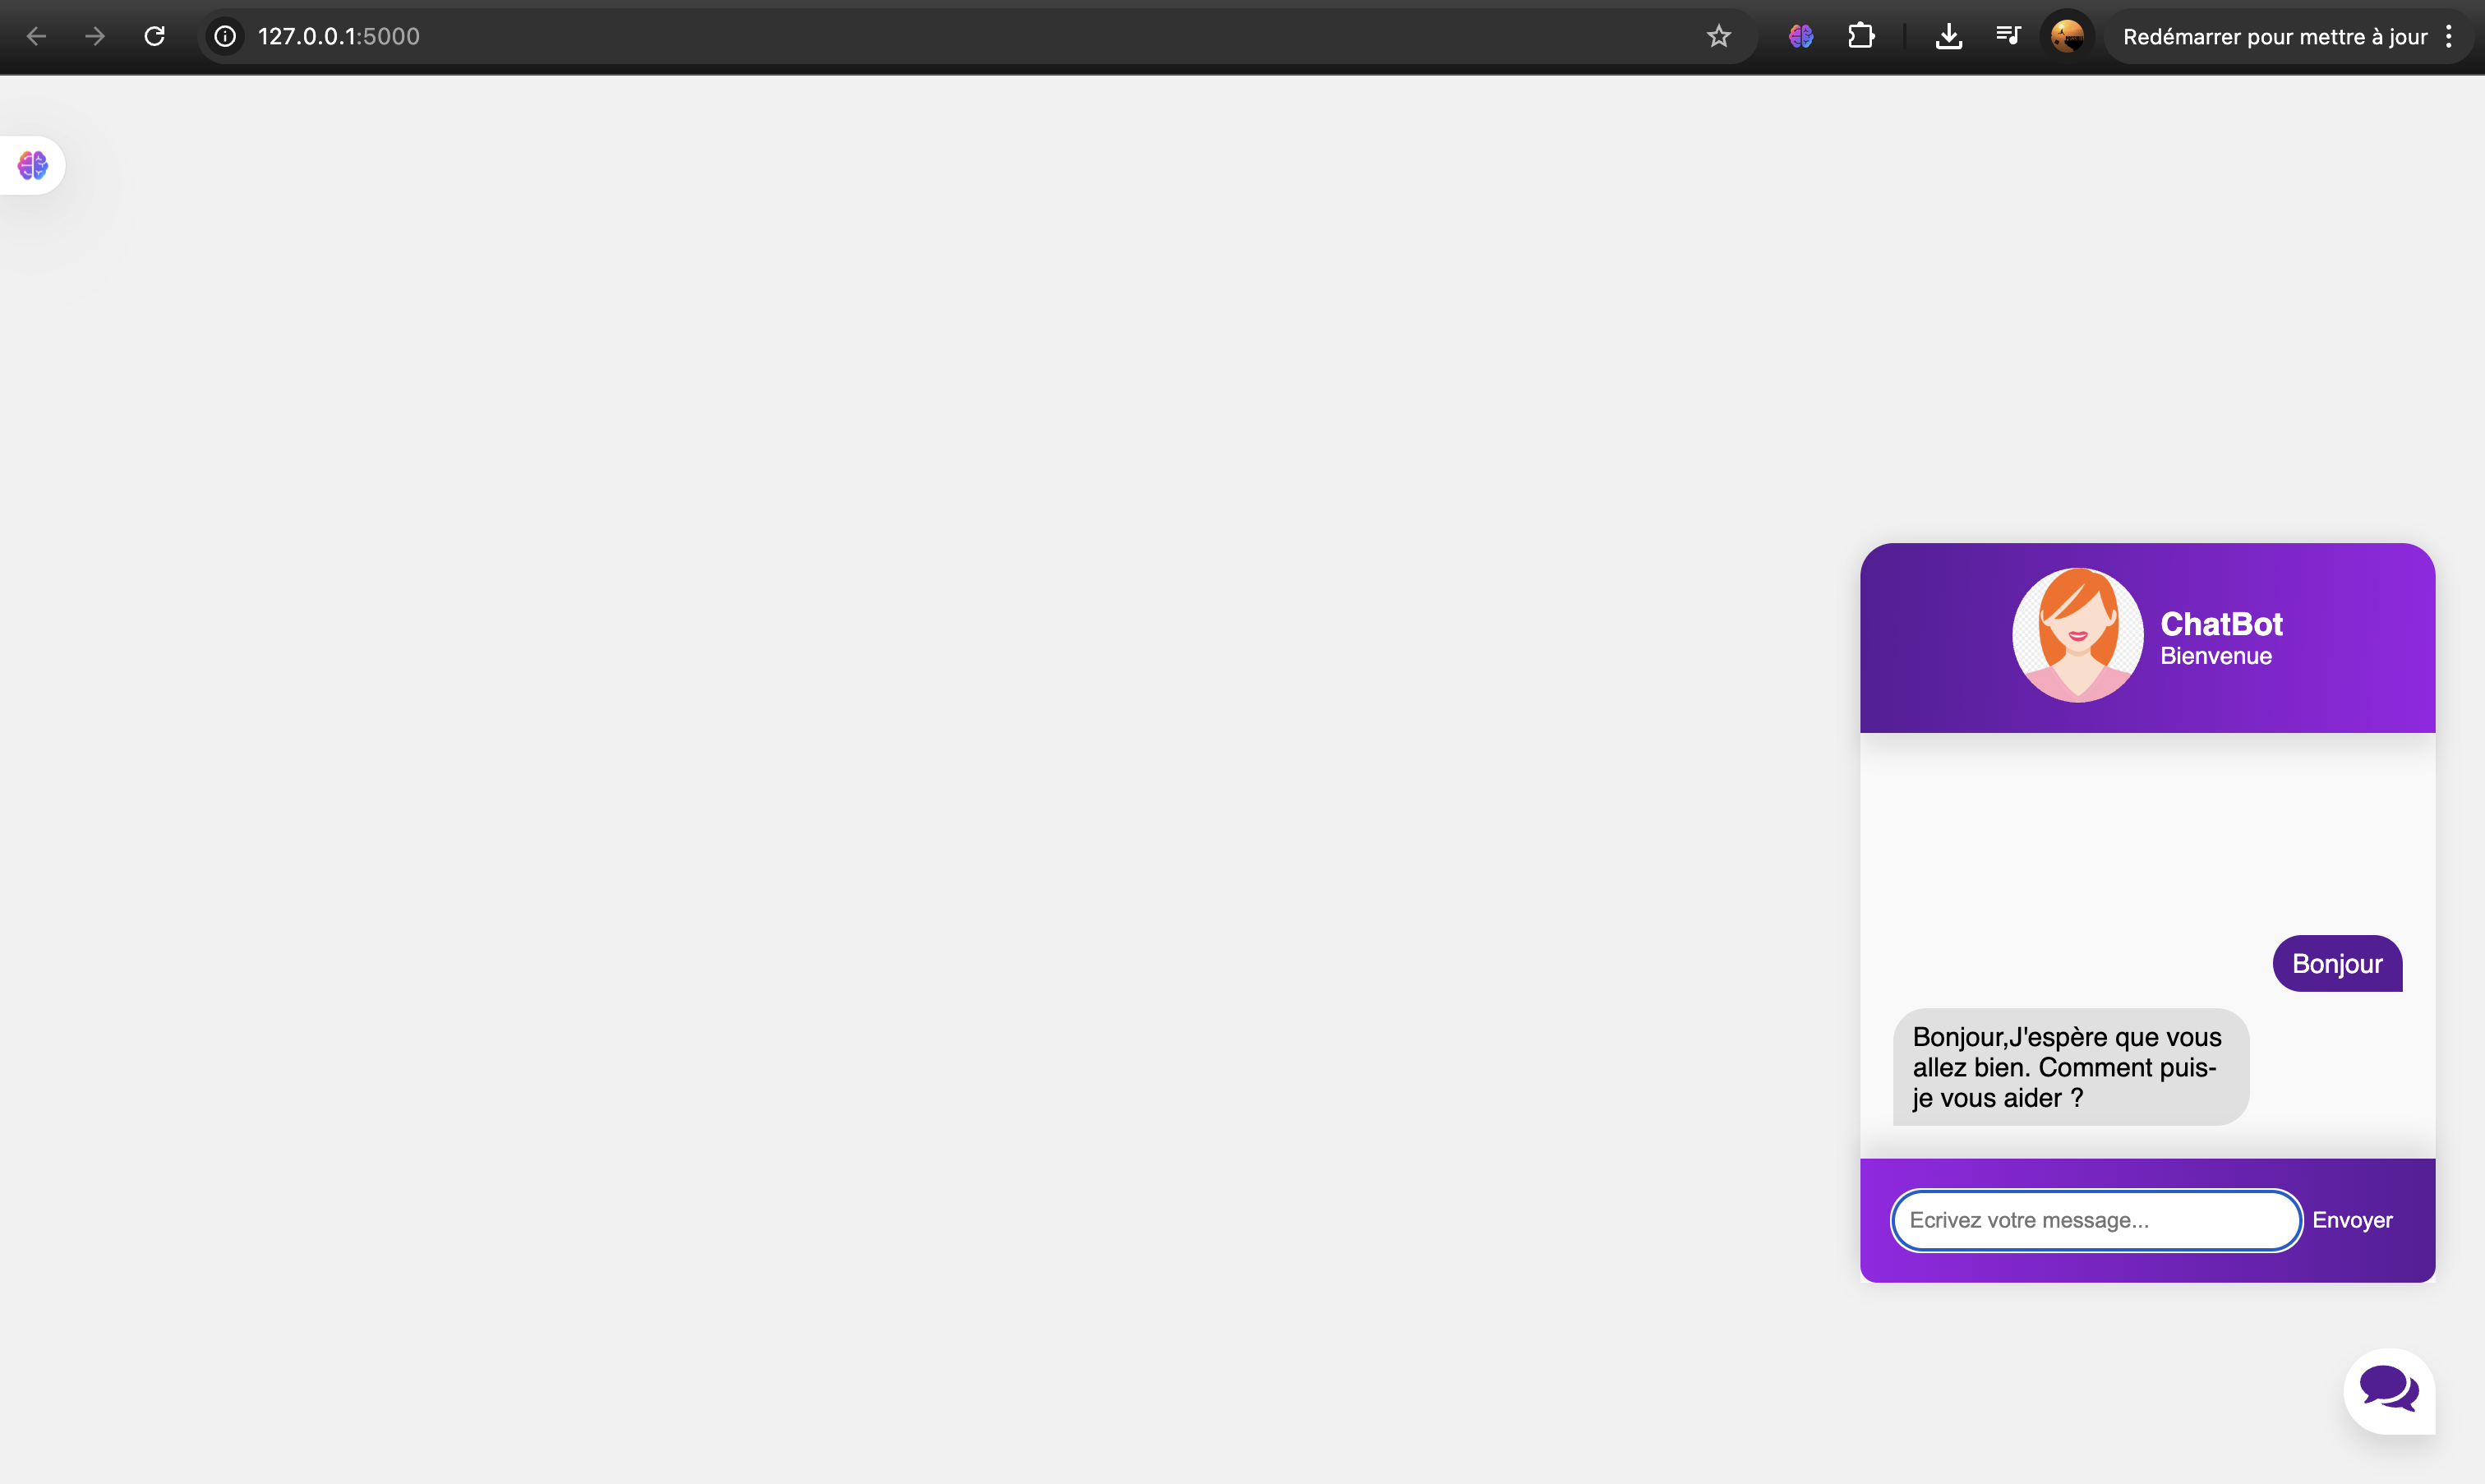 127.0.0.1:5000
Redémarrer pour mettre à jour
ChatBot
Bienvenue
Bonjour
Bonjour,J'espère que vous
allez bien. Comment puis-
je vous aider ?
Ecrivez votre message...
Envoyer